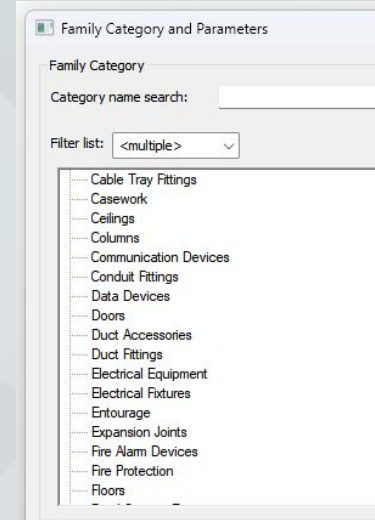 Family Category and Parameters
Family Category
Category name search:
Filter list: <multiple>
Cable Tray Fittings
Casework
Ceilings
Columns
Communication Devices
Conduit Fittings
Data Devices
Doors
Duct Accessories
Duct Fittings
Electrical Equipment
Electrical Fixtures
Entourage
Expansion Joints
Fire Alarm Devices
Fire Protection
Floors